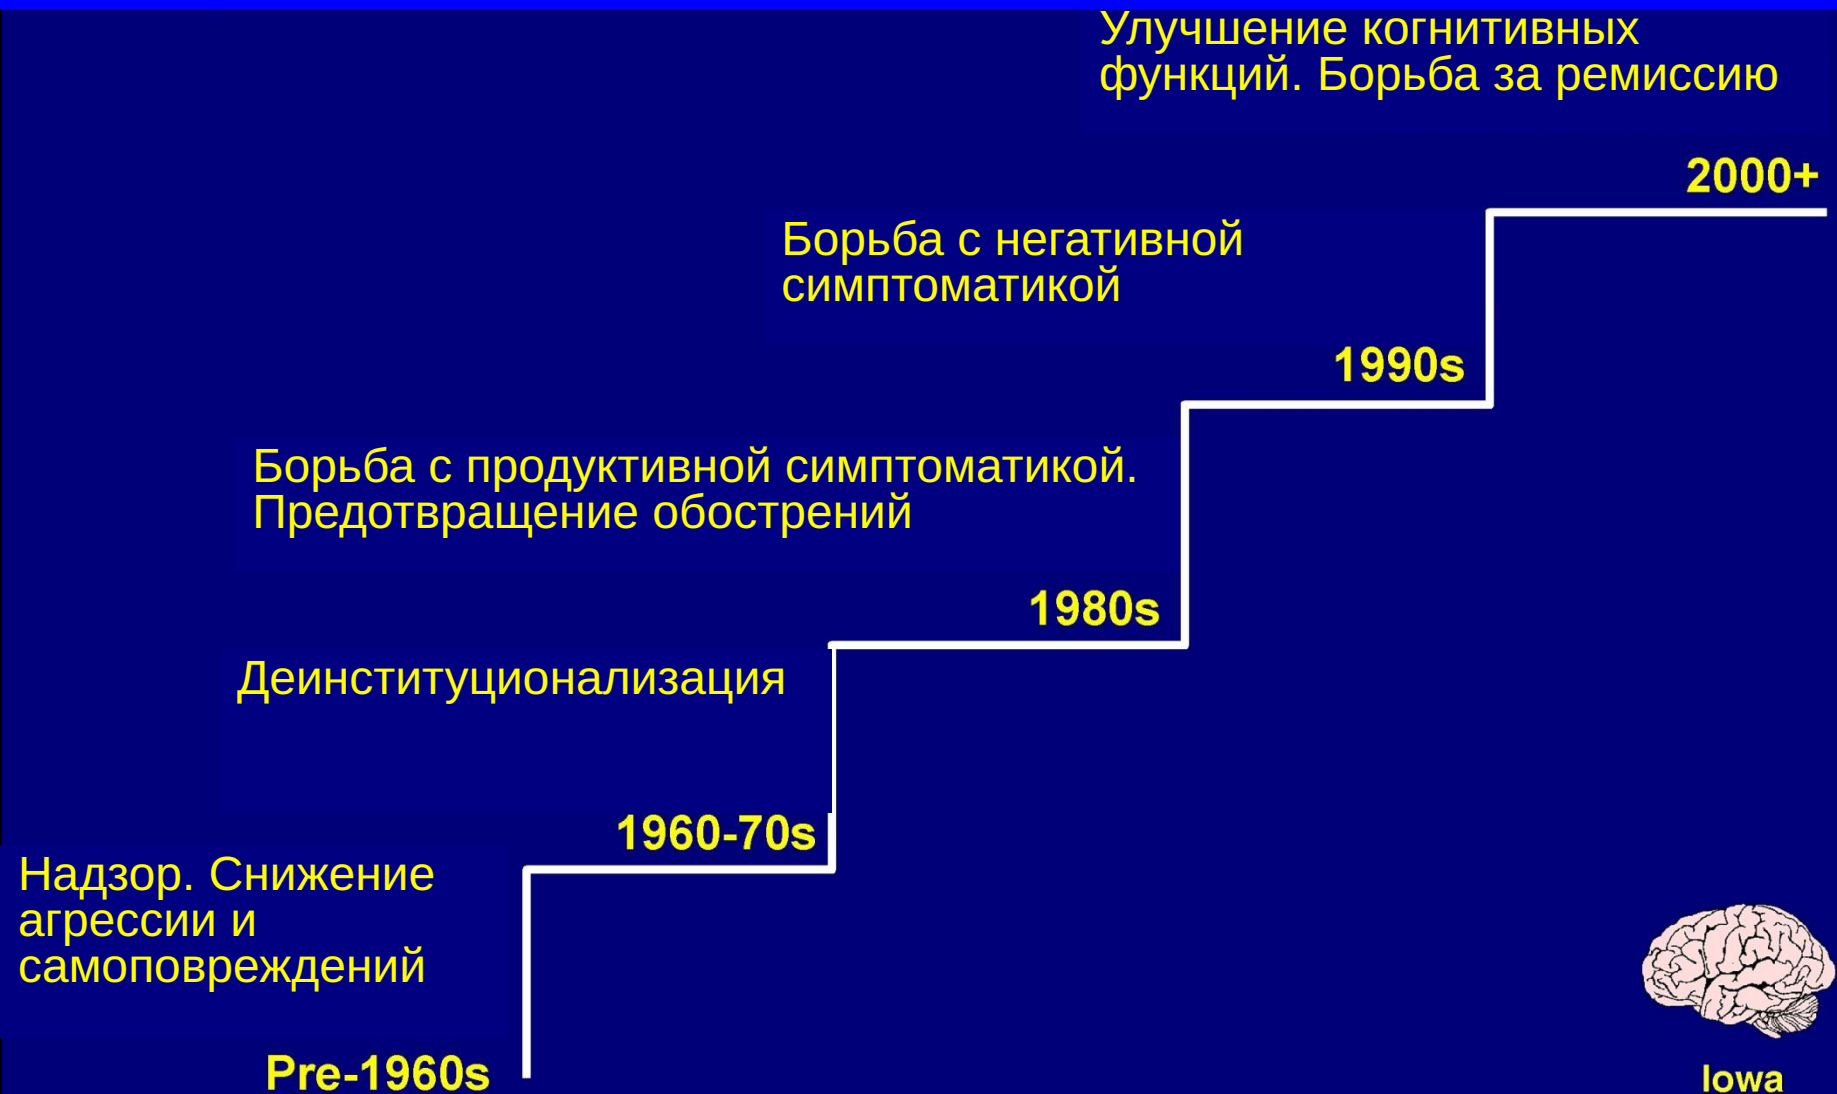 Улучшение когнитивных
функций. Борьба за ремиссию
2000+
Борьба с негативной
симптоматикой
1990s
Борьба с продуктивной симптоматикой.
Предотвращение обострений
1980s
Деинституционализация
1960-70s
Надзор. Снижение
агрессии и
самоповреждений
Pre-1960s
Iowa